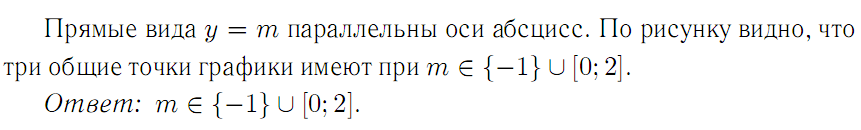 Прямые вида y = m параллельны оси абсцисс. По рисунку видно, что
три общие точки графики имеют при m ∈ {−1} ∪ [0; 2].
Ответ: m ∈ {−1} ∪ [0; 2].